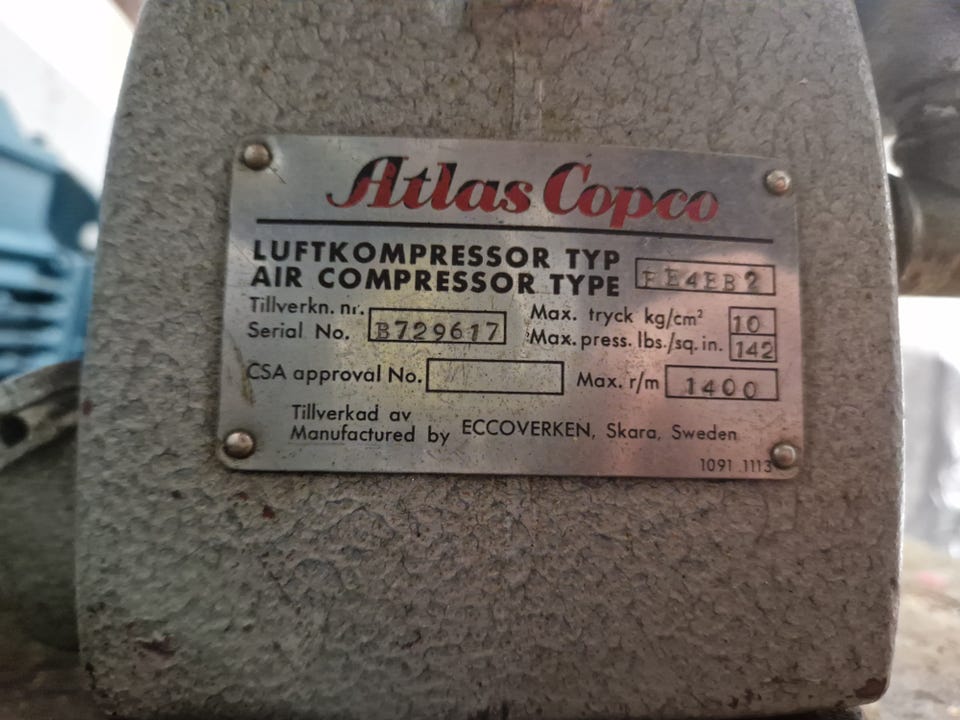 Atlas Copco
LUFTKOMPRESSOR TYP
AIR COMPRESSOR TYPE
Tillverkn. nr.
Serial No. B729617
Max. tryck kg/cm² 10
Max. press. lbs./sq. in. 142
CSA approval No.
Max. r/m 1400
Tillverkad av
Manufactured by ECCOVERKEN, Skara, Sweden
1091 1113